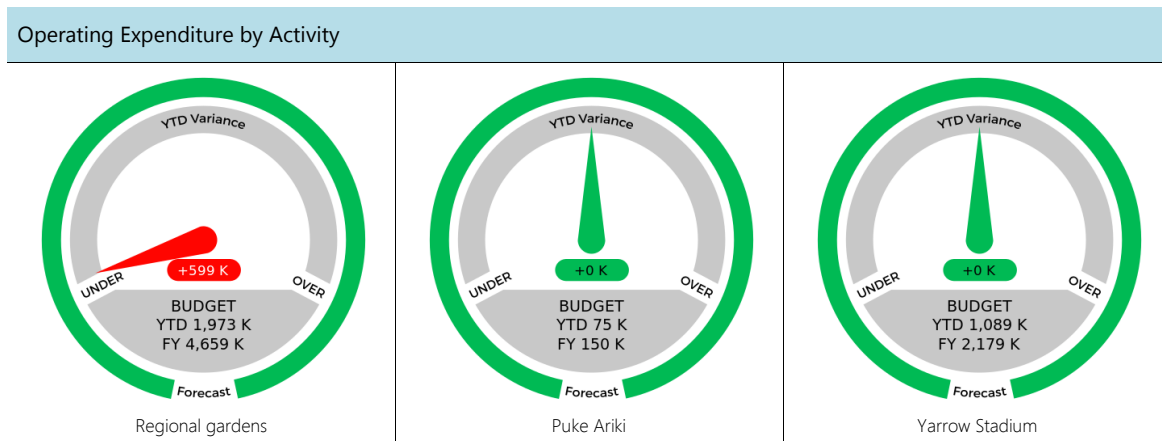 Operating Expenditure by Activity
YTD Variance
+599 K
UNDER
OVER
BUDGET
YTD 1,973 K
FY 4,659 K
Forecast
Regional gardens
YTD Variance
+0 K
UNDER
OVER
BUDGET
YTD 75 K
FY 150 K
Forecast
Puke Ariki
YTD Variance
+0 K
UNDER
OVER
BUDGET
YTD 1,089 K
FY 2,179 K
Forecast
Yarrow Stadium